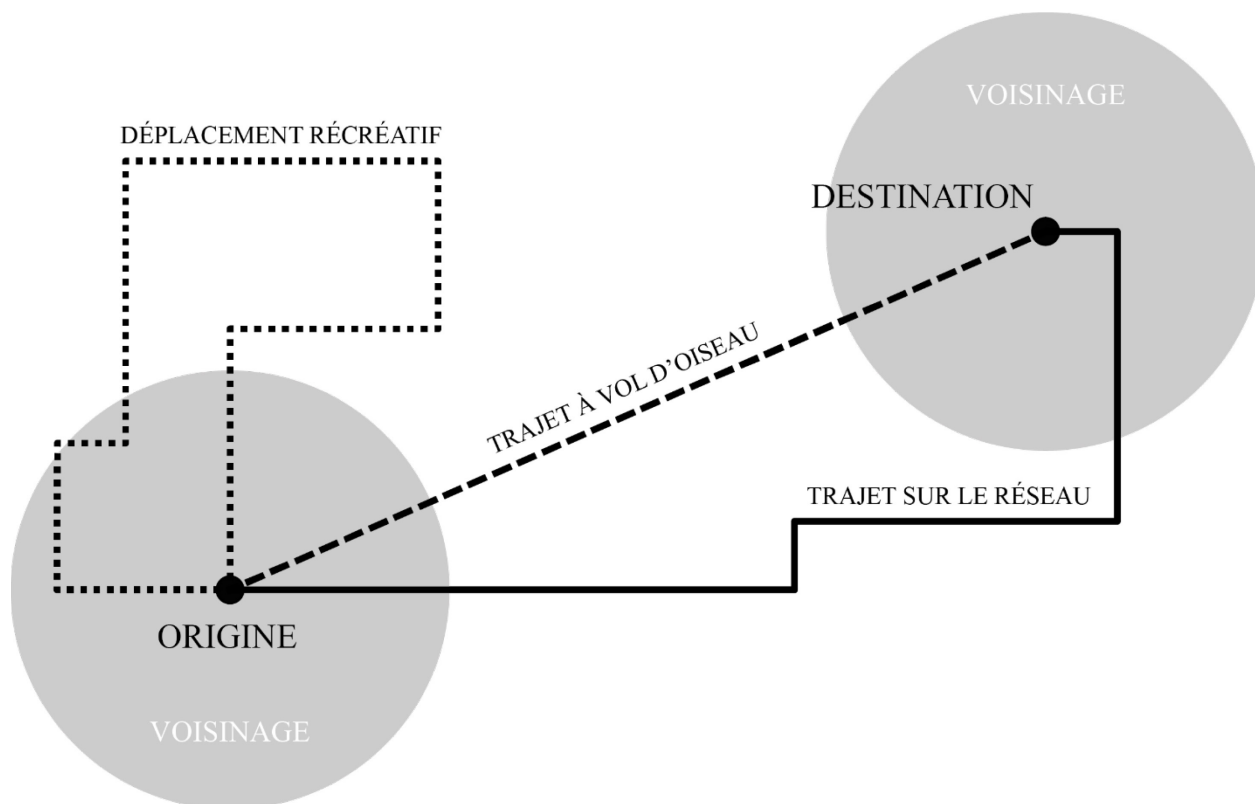 VOISINAGE
DÉPLACEMENT RÉCRÉATIF
DESTINATION
TRAJET À VOL D’OISEAU
TRAJET SUR LE RÉSEAU
ORIGINE
VOISINAGE